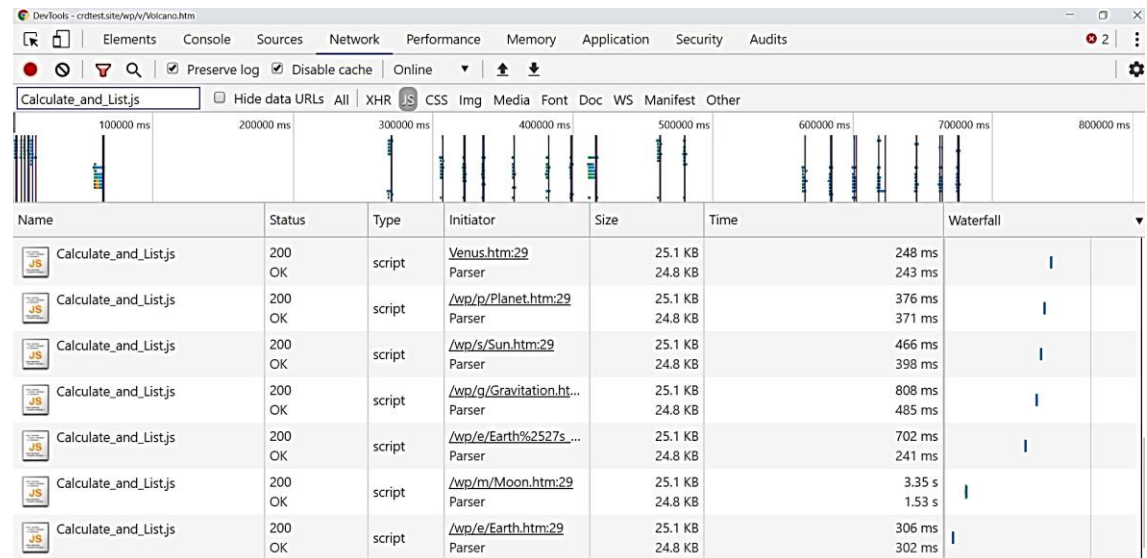 DevTools - crdtest.site/wp/v/Volcano.htm
Elements Console Sources Network Performance Memory Application Security Audits 2
Preserve log Disable cache Online
Calculate_and_List.js Hide data URLs All XHR JS CSS Img Media Font Doc WS Manifest Other
100000 ms 200000 ms 300000 ms 400000 ms 500000 ms 600000 ms 700000 ms 800000 ms
Name Status Type Initiator Size Time Waterfall
Calculate_and_List.js 200 script Venus.htm:29 25.1 KB 248 ms
OK Parser 24.8 KB 243 ms
Calculate_and_List.js 200 script /wp/p/Planet.htm:29 25.1 KB 376 ms
OK Parser 24.8 KB 371 ms
Calculate_and_List.js 200 script /wp/s/Sun.htm:29 25.1 KB 466 ms
OK Parser 24.8 KB 398 ms
Calculate_and_List.js 200 script /wp/g/Gravitation.ht... 25.1 KB 808 ms
OK Parser 24.8 KB 485 ms
Calculate_and_List.js 200 script /wp/e/Earth%2527s_... 25.1 KB 702 ms
OK Parser 24.8 KB 241 ms
Calculate_and_List.js 200 script /wp/m/Moon.htm:29 25.1 KB 3.35 s
OK Parser 24.8 KB 1.53 s
Calculate_and_List.js 200 script /wp/e/Earth.htm:29 25.1 KB 306 ms
OK Parser 24.8 KB 302 ms